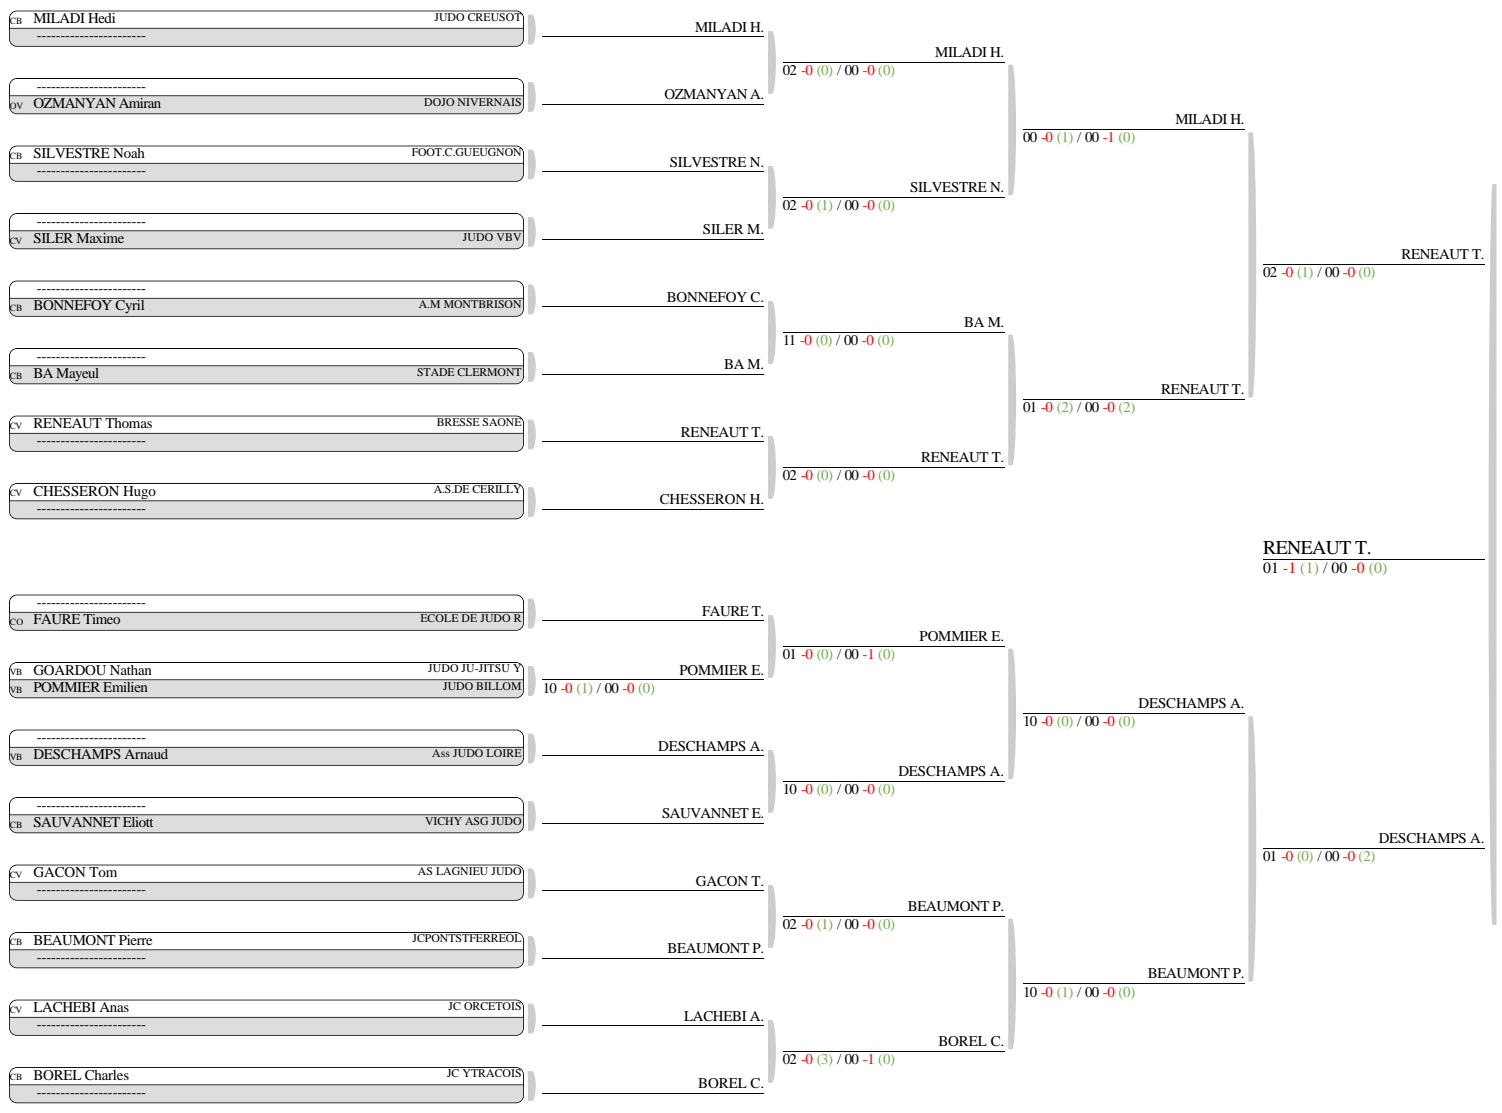 CB MILADI Hedi JUDO CREUSOT
-----------------------
MILADI H.
-----------------------
OV OZMANYAN Amiran DOJO NIVERNAIS
OZMANYAN A.
MILADI H.
02 -0 (0) / 00 -0 (0)
CB SILVESTRE Noah FOOT.C.GUEUGNON
-----------------------
SILVESTRE N.
-----------------------
CV SILER Maxime JUDO VBV
SILER M.
SILVESTRE N.
02 -0 (1) / 00 -0 (0)
MILADI H.
00 -0 (1) / 00 -1 (0)
-----------------------
CB BONNEFOY Cyril A.M MONTBRISON
BONNEFOY C.
-----------------------
CB BA Mayeul STADE CLERMONT
BA M.
BA M.
11 -0 (0) / 00 -0 (0)
CV RENEAUT Thomas BRESSE SAONE
-----------------------
RENEAUT T.
CV CHESSERON Hugo A.S.DE CERILLY
-----------------------
CHESSERON H.
RENEAUT T.
02 -0 (0) / 00 -0 (0)
RENEAUT T.
01 -0 (2) / 00 -0 (2)
RENEAUT T.
02 -0 (1) / 00 -0 (0)
RENEAUT T.
01 -1 (1) / 00 -0 (0)
-----------------------
CO FAURE Timeo ECOLE DE JUDO R
FAURE T.
VB GOARDOU Nathan JUDO JU-JITSU Y
VB POMMIER Emilien JUDO BILLOM
POMMIER E.
10 -0 (1) / 00 -0 (0)
POMMIER E.
01 -0 (0) / 00 -1 (0)
-----------------------
VB DESCHAMPS Arnaud Ass JUDO LOIRE
DESCHAMPS A.
-----------------------
CB SAUVANNET Eliott VICHY ASG JUDO
SAUVANNET E.
DESCHAMPS A.
10 -0 (0) / 00 -0 (0)
DESCHAMPS A.
10 -0 (0) / 00 -0 (0)
CV GACON Tom AS LAGNIEU JUDO
-----------------------
GACON T.
CB BEAUMONT Pierre JCPONTSTFERREOL
-----------------------
BEAUMONT P.
BEAUMONT P.
02 -0 (1) / 00 -0 (0)
CV LACHEBI Anas JC ORCETOIS
-----------------------
LACHEBI A.
CB BOREL Charles JC YTRACOIS
-----------------------
BOREL C.
BOREL C.
02 -0 (3) / 00 -1 (0)
BEAUMONT P.
10 -0 (1) / 00 -0 (0)
DESCHAMPS A.
01 -0 (0) / 00 -0 (2)